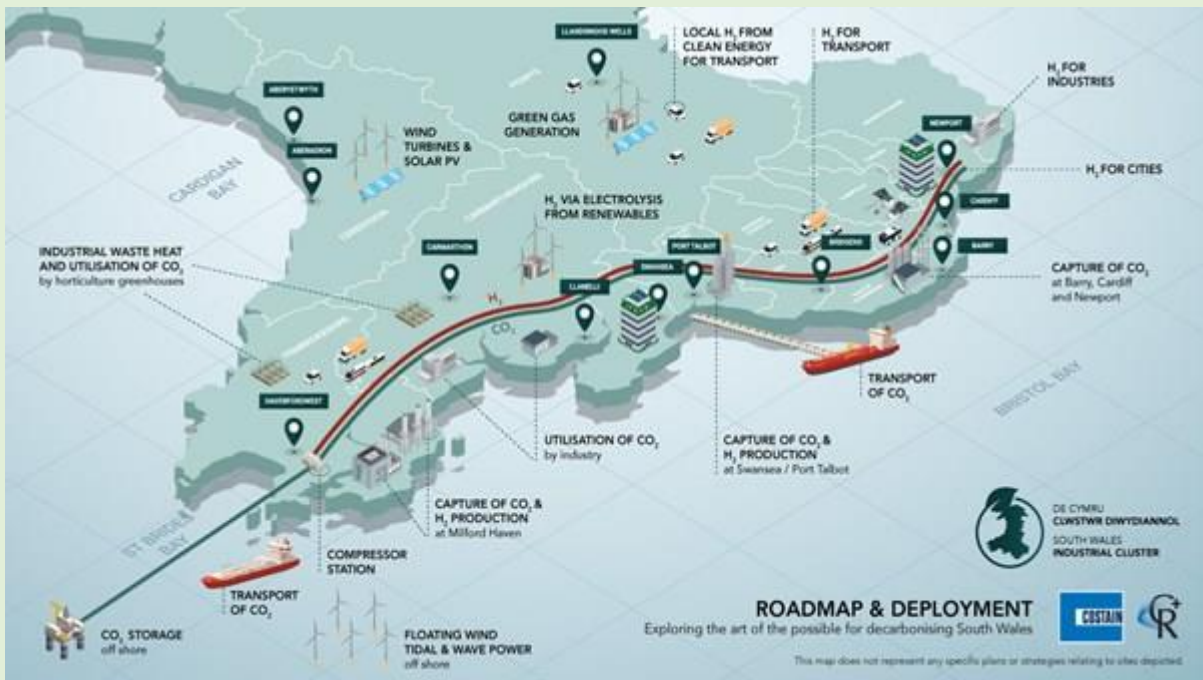 LLANDRINDOD WELLS
LOCAL H₂ FROM
CLEAN ENERGY
FOR TRANSPORT
H₂ FOR
TRANSPORT
H₂ FOR
INDUSTRIES
ABERYSTWYTH
WIND
TURBINES &
SOLAR PV
GREEN GAS
GENERATION
NEWPORT
ABERAERON
CARDIGAN
BAY
H₂ FOR CITIES
H₂ VIA ELECTROLYSIS
FROM RENEWABLES
CARDIFF
INDUSTRIAL WASTE HEAT
AND UTILISATION OF CO₂
by horticulture greenhouses
CARMARTHEN
PORT TALBOT
BRIDGEND
BARRY
SWANSEA
LLANELLI
CAPTURE OF CO₂
at Barry, Cardiff
and Newport
H₂
CO₂
TRANSPORT
OF CO₂
BRISTOL BAY
HAVERFORDWEST
UTILISATION OF CO₂
by industry
CAPTURE OF CO₂ &
H₂ PRODUCTION
at Swansea / Port Talbot
CAPTURE OF CO₂ &
H₂ PRODUCTION
at Milford Haven
ST BRIDES
BAY
COMPRESSOR
STATION
DE CYMRU
CLWSTWR DIWYDIANNOL
SOUTH WALES
INDUSTRIAL CLUSTER
TRANSPORT
OF CO₂
CO₂ STORAGE
off shore
FLOATING WIND
TIDAL & WAVE POWER
off shore
ROADMAP & DEPLOYMENT
Exploring the art of the possible for decarbonising South Wales
COSTAIN
CR+
This map does not represent any specific plans or strategies relating to sites depicted.